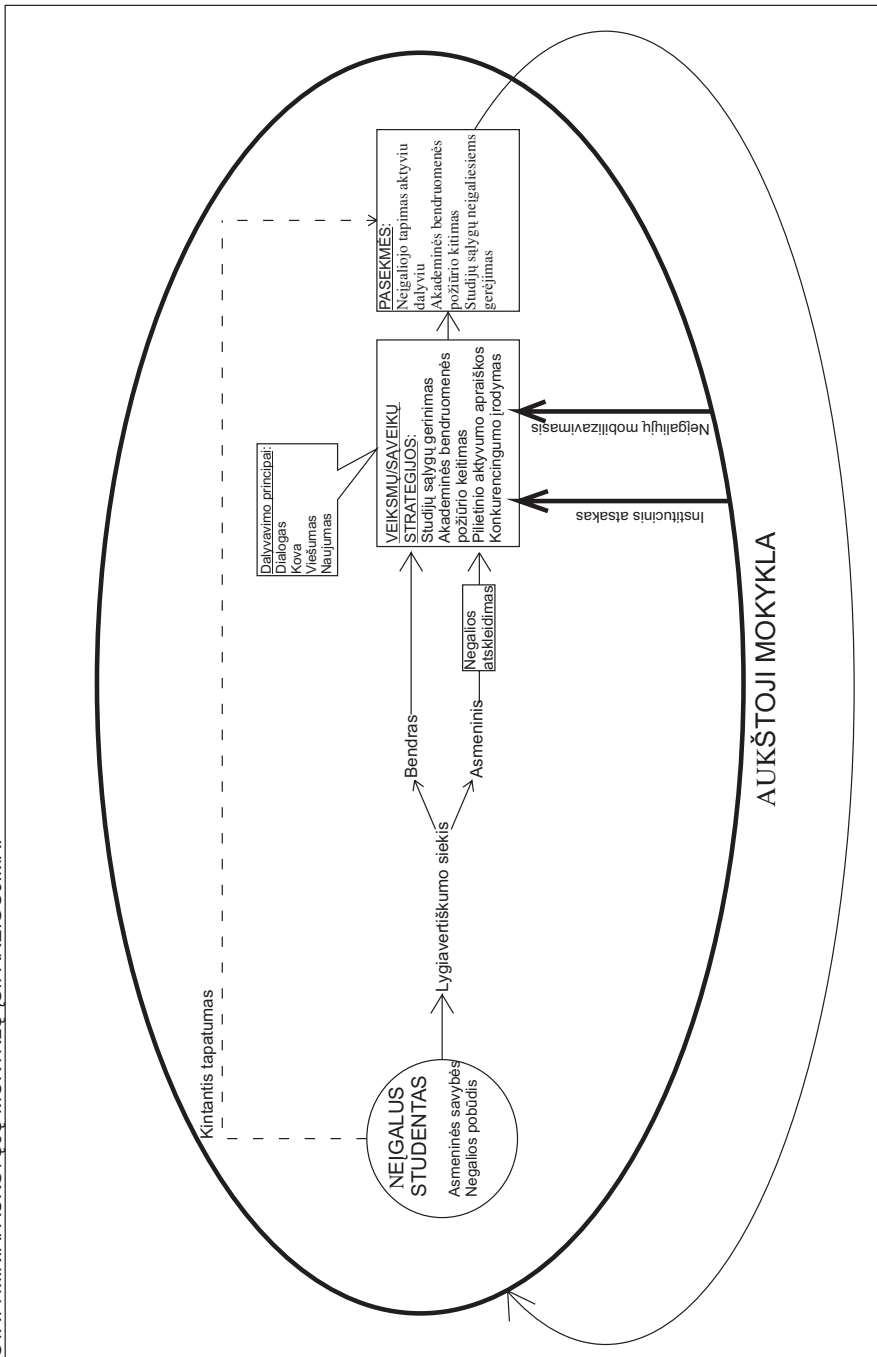 Kintantis tapatumas
NEĮGALUS
STUDENTAS
Asmeninės savybės
Negalios pobūdis
Lygiavertiškumo siekis
Bendras
Asmeninis
Negalios
atskleidimas
Dalyvavimo principai:
Dialogas
Kova
Viešumas
Naujumas
VEIKSMŲ/SĄVEIKŲ
STRATEGIJOS:
Studijų sąlygų gerinimas
Akademinės bendruomenės
požiūrio keitimas
Pilietinio aktyvumo apraiškos
Konkurencingumo įrodymas
PASEKMĖS:
Neįgaliojo tapimas aktyviu
dalyviu
Akademinės bendruomenės
požiūrio kitimas
Studijų sąlygų neįgaliesiems
gerėjimas
Institucinis atsakas
Neįgaliųjų mobilizavimasis
AUKŠTOJI MOKYKLA